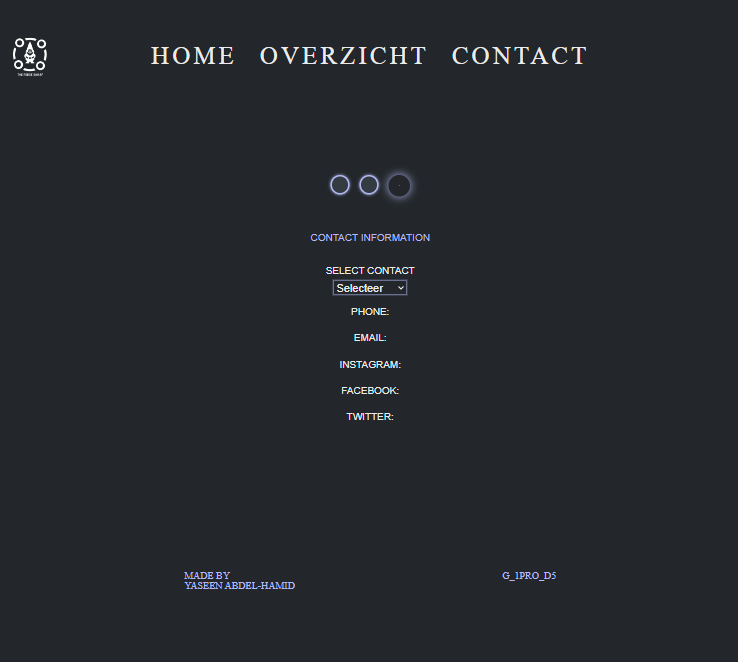 HOME OVERZICHT CONTACT
CONTACT INFORMATION
SELECT CONTACT
Selecteer
PHONE:
EMAIL:
INSTAGRAM:
FACEBOOK:
TWITTER:
MADE BY
YASEEN ABDEL-HAMID
G_1PRO_D5